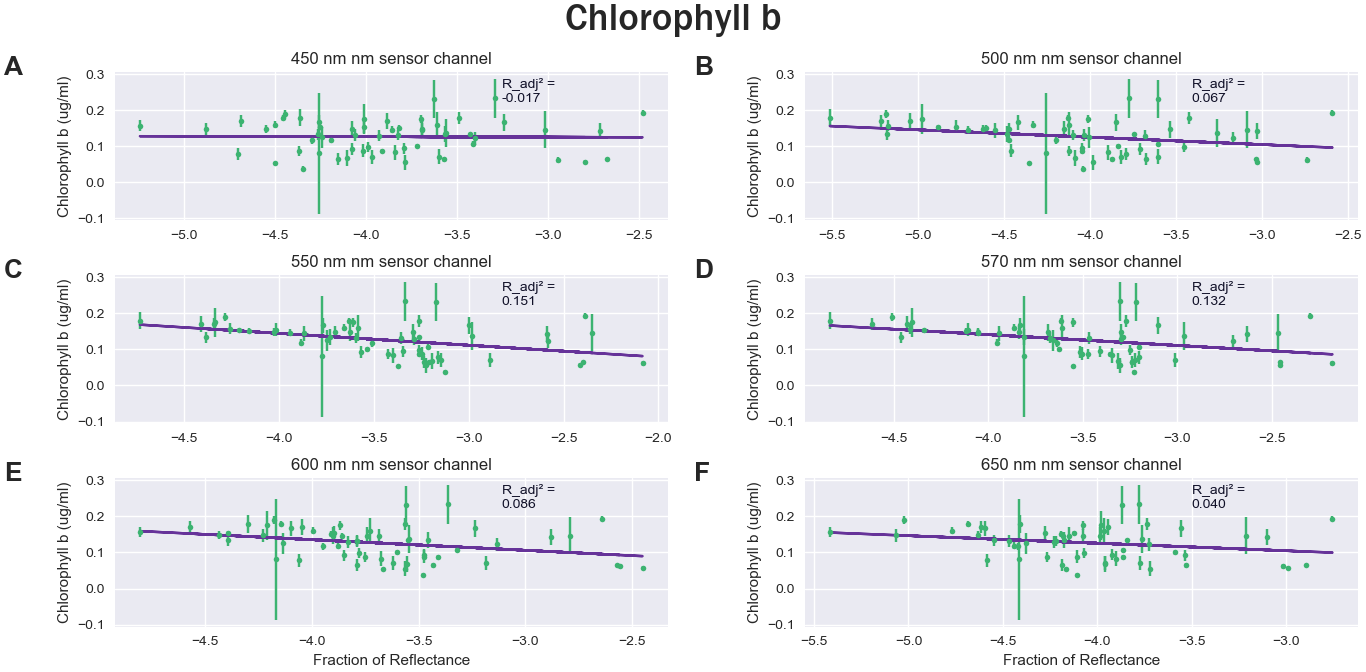 Chlorophyll b
A
450 nm nm sensor channel
R_adj² =
-0.017
Chlorophyll b (ug/ml)
0.3
0.2
0.1
0.0
−0.1
−5.0 −4.5 −4.0 −3.5 −3.0 −2.5
B
500 nm nm sensor channel
R_adj² =
0.067
Chlorophyll b (ug/ml)
0.3
0.2
0.1
0.0
−0.1
−5.5 −5.0 −4.5 −4.0 −3.5 −3.0 −2.5
C
550 nm nm sensor channel
R_adj² =
0.151
Chlorophyll b (ug/ml)
0.3
0.2
0.1
0.0
−0.1
−4.5 −4.0 −3.5 −3.0 −2.5 −2.0
D
570 nm nm sensor channel
R_adj² =
0.132
Chlorophyll b (ug/ml)
0.3
0.2
0.1
0.0
−0.1
−4.5 −4.0 −3.5 −3.0 −2.5
E
600 nm nm sensor channel
R_adj² =
0.086
Chlorophyll b (ug/ml)
0.3
0.2
0.1
0.0
−0.1
−4.5 −4.0 −3.5 −3.0 −2.5
Fraction of Reflectance
F
650 nm nm sensor channel
R_adj² =
0.040
Chlorophyll b (ug/ml)
0.3
0.2
0.1
0.0
−0.1
−5.5 −5.0 −4.5 −4.0 −3.5 −3.0
Fraction of Reflectance